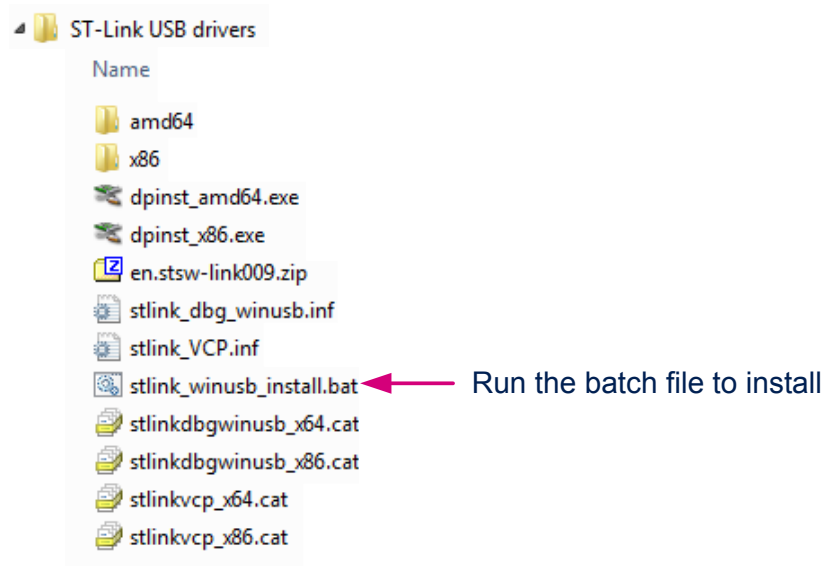 ST-Link USB drivers
Name
amd64
x86
dpinst_amd64.exe
dpinst_x86.exe
en.stsw-link009.zip
stlink_dbg_winusb.inf
stlink_VCP.inf
stlink_winusb_install.bat Run the batch file to install
stlinkdbgwinusb_x64.cat
stlinkdbgwinusb_x86.cat
stlinkvcp_x64.cat
stlinkvcp_x86.cat